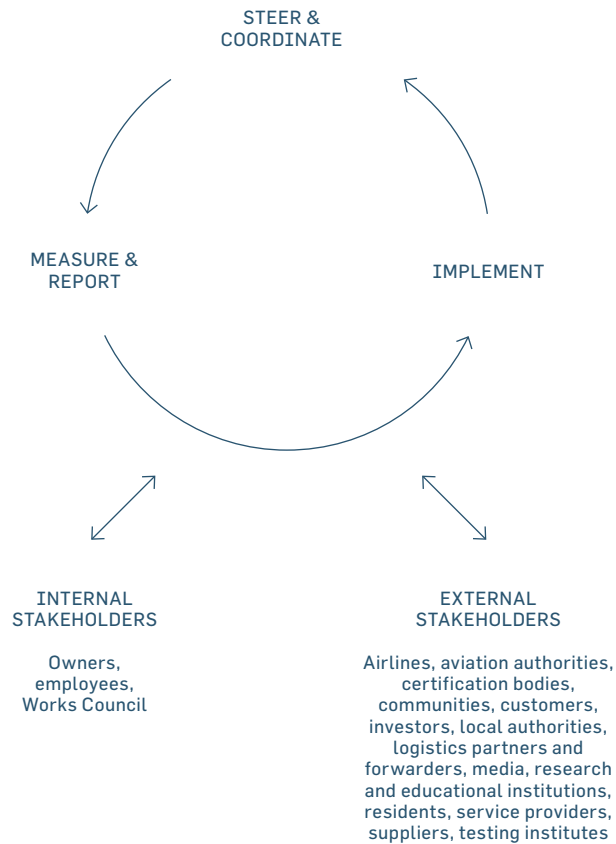 STEER &
COORDINATE
MEASURE &
REPORT
IMPLEMENT
INTERNAL
STAKEHOLDERS
Owners,
employees,
Works Council
EXTERNAL
STAKEHOLDERS
Airlines, aviation authorities,
certification bodies,
communities, customers,
investors, local authorities,
logistics partners and
forwarders, media, research
and educational institutions,
residents, service providers,
suppliers, testing institutes